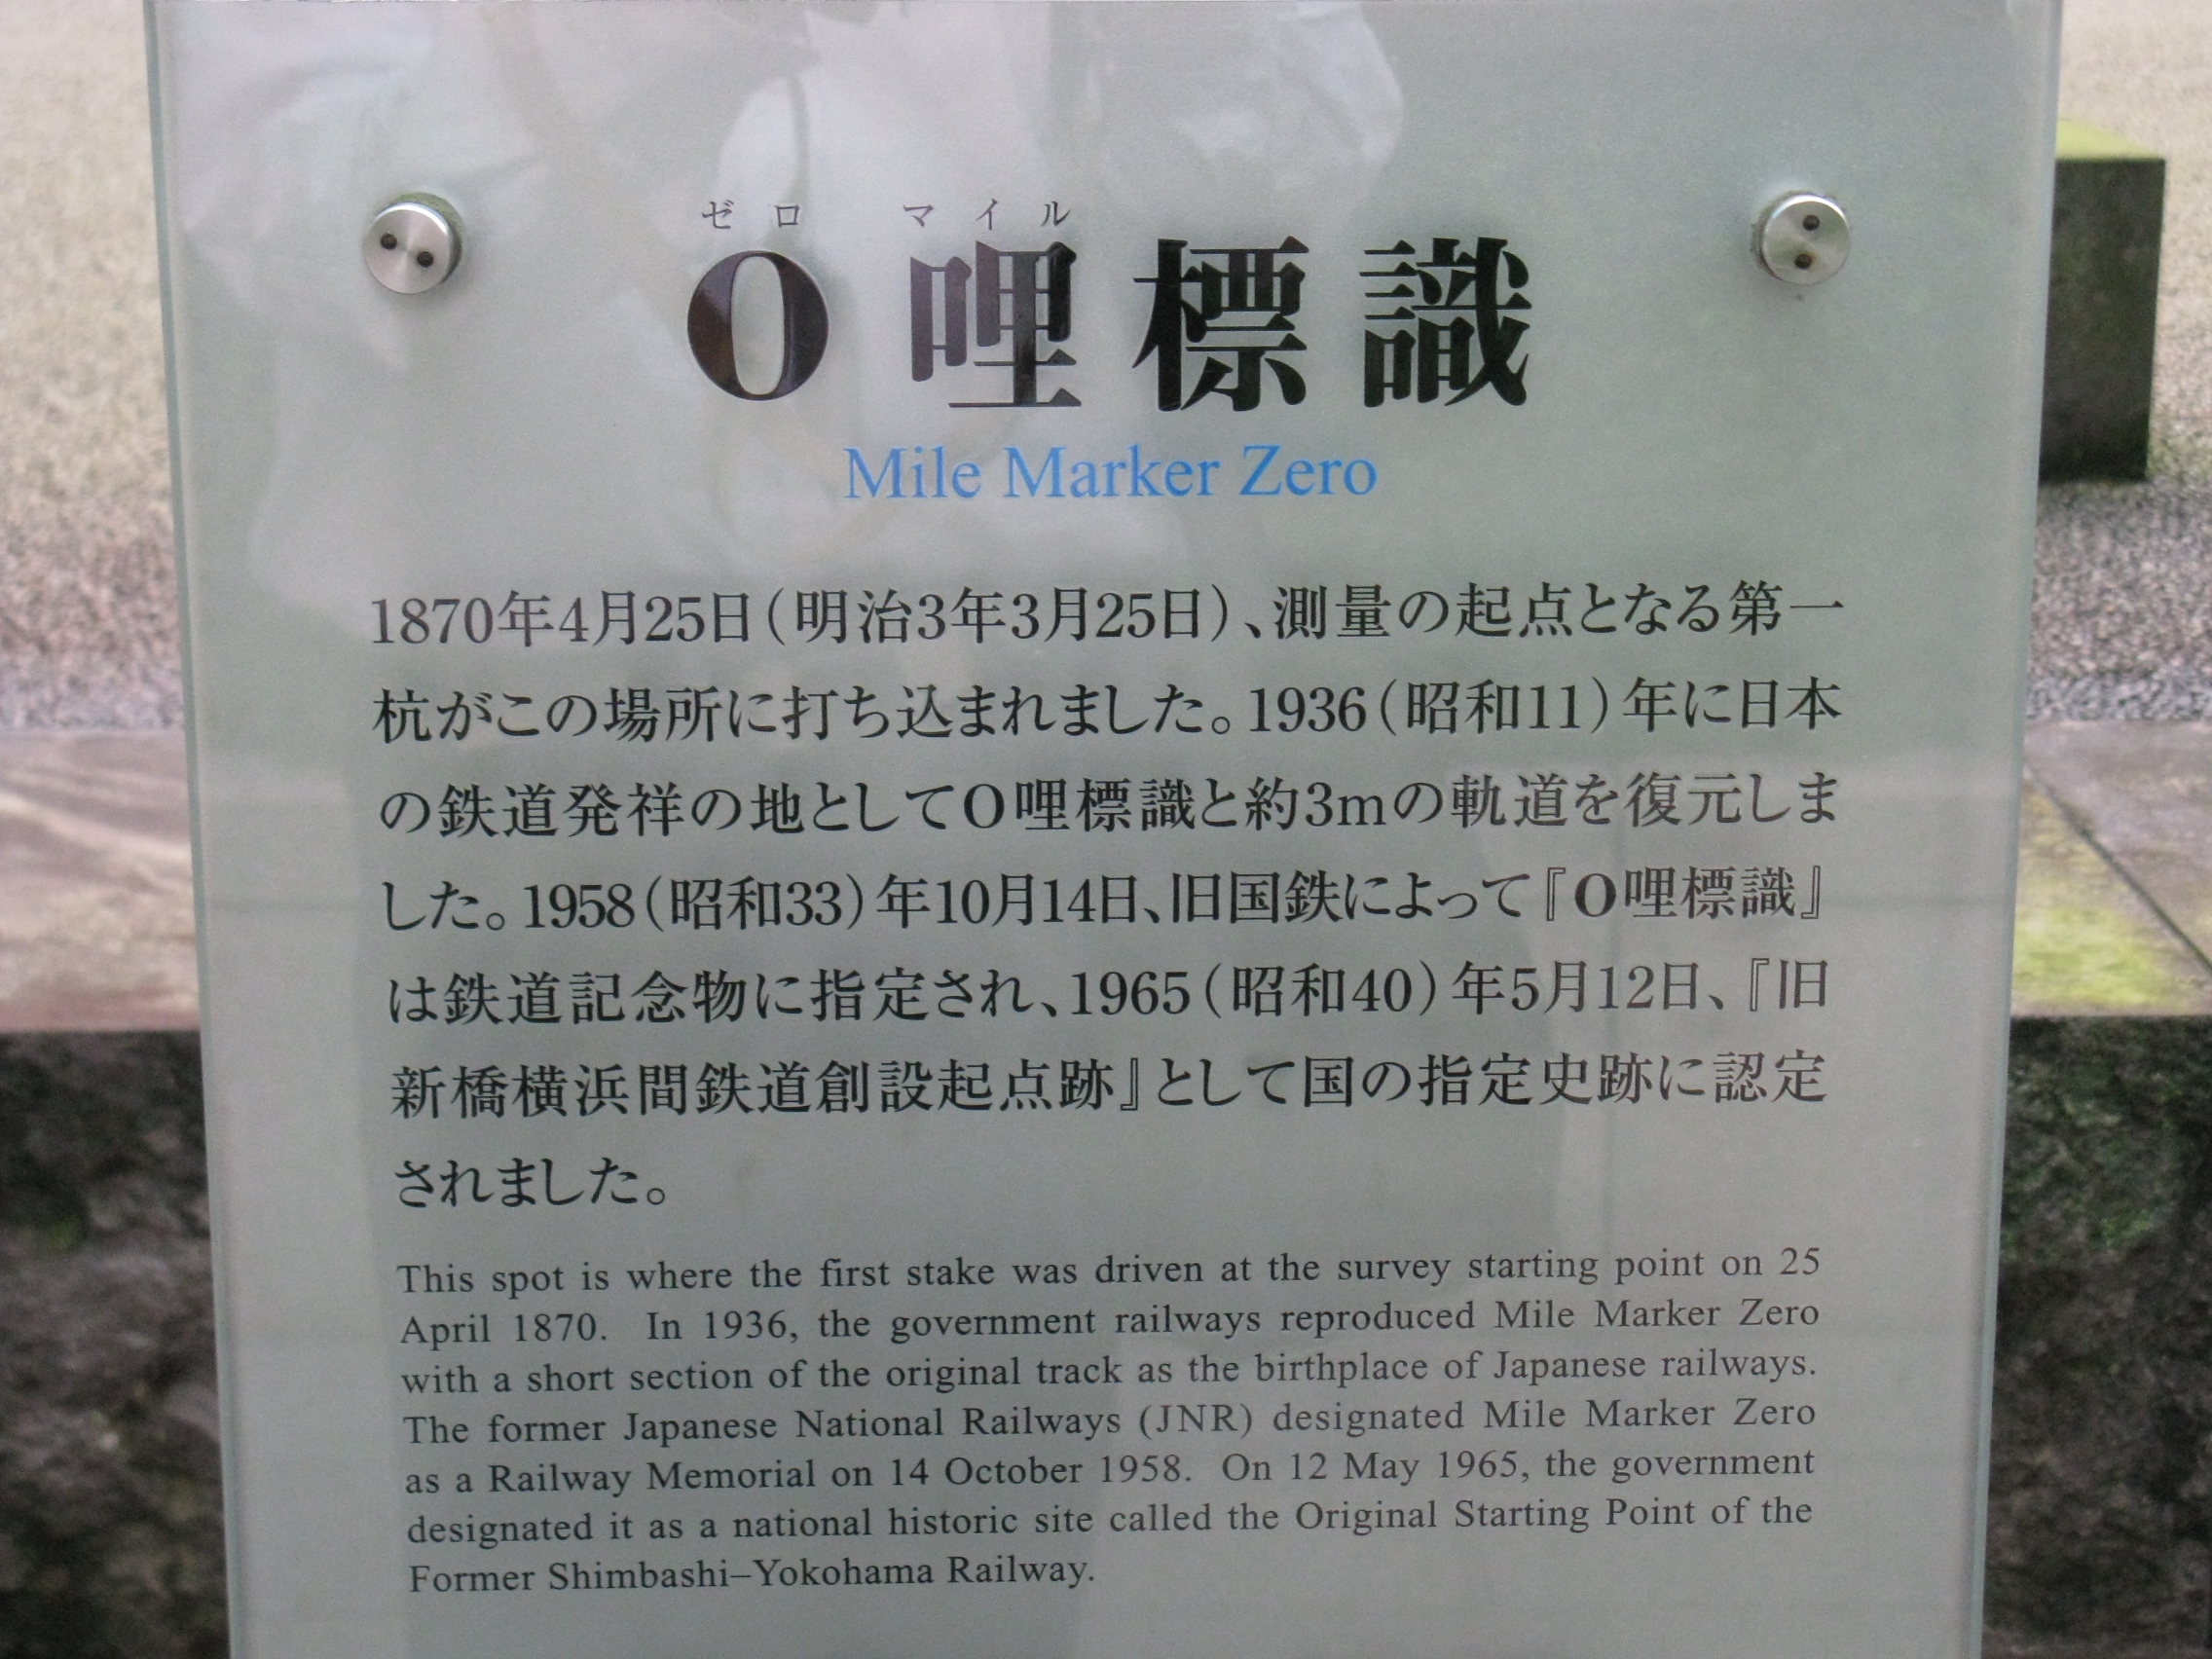 ゼロ マイル
0哩標識
Mile Marker Zero
1870年4月25日(明治3年3月25日)、測量の起点となる第一
杭がこの場所に打ち込まれました。1936(昭和11)年に日本
の鉄道発祥の地として0哩標識と約3mの軌道を復元しま
した。1958(昭和33)年10月14日、旧国鉄によって『0哩標識』
は鉄道記念物に指定され、1965(昭和40)年5月12日、『旧
新橋横浜間鉄道創設起点跡』として国の指定史跡に認定
されました。
This spot is where the first stake was driven at the survey starting point on 25
April 1870. In 1936, the government railways reproduced Mile Marker Zero
with a short section of the original track as the birthplace of Japanese railways.
The former Japanese National Railways (JNR) designated Mile Marker Zero
as a Railway Memorial on 14 October 1958. On 12 May 1965, the government
designated it as a national historic site called the Original Starting Point of the
Former Shimbashi–Yokohama Railway.